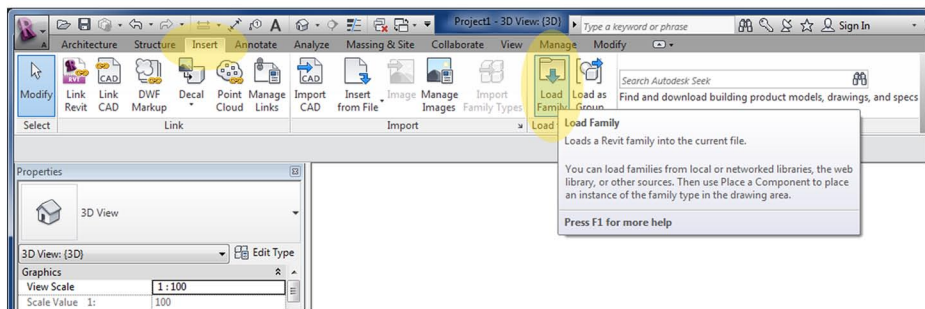 Project1 - 3D View: {3D}
Type a keyword or phrase
Sign In
Architecture Structure Insert Annotate Analyze Massing & Site Collaborate View Manage Modify
Modify
Link Revit
Link CAD
DWF Markup
Decal
Point Cloud
Manage Links
Import CAD
Insert from File
Image
Manage Images
Import Family Types
Load Family
Load as Group
Search Autodesk Seek
Find and download building product models, drawings, and specs
Select Link Import Load
Load Family
Loads a Revit family into the current file.
You can load families from local or networked libraries, the web
library, or other sources. Then use Place a Component to place
an instance of the family type in the drawing area.
Press F1 for more help
Properties
3D View
3D View: {3D} Edit Type
Graphics
View Scale 1 : 100
Scale Value 1: 100